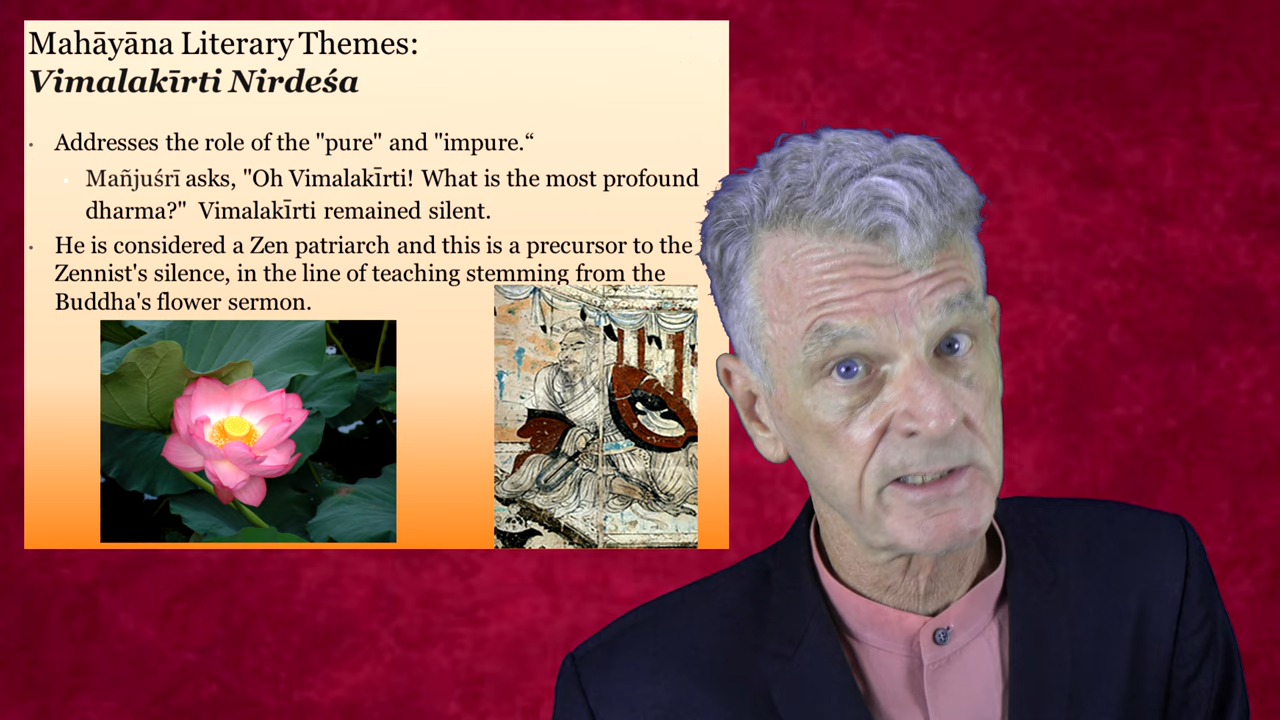 Mahāyāna Literary Themes:
Vimalakīrti Nirdeśa
• Addresses the role of the "pure" and "impure.“
• Mañjuśrī asks, "Oh Vimalakīrti! What is the most profound
dharma?" Vimalakīrti remained silent.
• He is considered a Zen patriarch and this is a precursor to the
Zennist's silence, in the line of teaching stemming from the
Buddha's flower sermon.